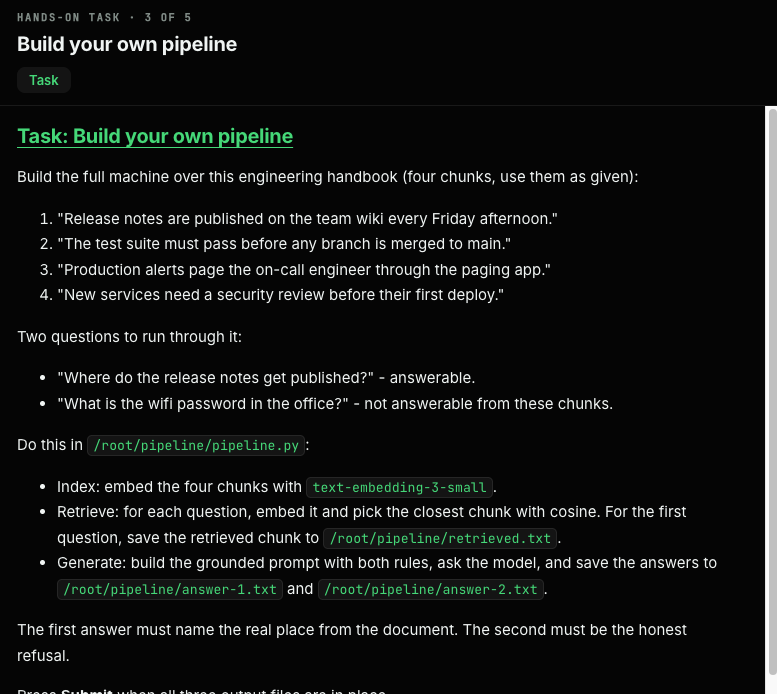 HANDS-ON TASK · 3 OF 5
Build your own pipeline
Task
Task: Build your own pipeline
Build the full machine over this engineering handbook (four chunks, use them as given):
1. "Release notes are published on the team wiki every Friday afternoon."
2. "The test suite must pass before any branch is merged to main."
3. "Production alerts page the on-call engineer through the paging app."
4. "New services need a security review before their first deploy."
Two questions to run through it:
• "Where do the release notes get published?" - answerable.
• "What is the wifi password in the office?" - not answerable from these chunks.
Do this in /root/pipeline/pipeline.py:
• Index: embed the four chunks with text-embedding-3-small.
• Retrieve: for each question, embed it and pick the closest chunk with cosine. For the first
question, save the retrieved chunk to /root/pipeline/retrieved.txt.
• Generate: build the grounded prompt with both rules, ask the model, and save the answers to
/root/pipeline/answer-1.txt and /root/pipeline/answer-2.txt.
The first answer must name the real place from the document. The second must be the honest
refusal.
Press Submit when all three output files are in place.